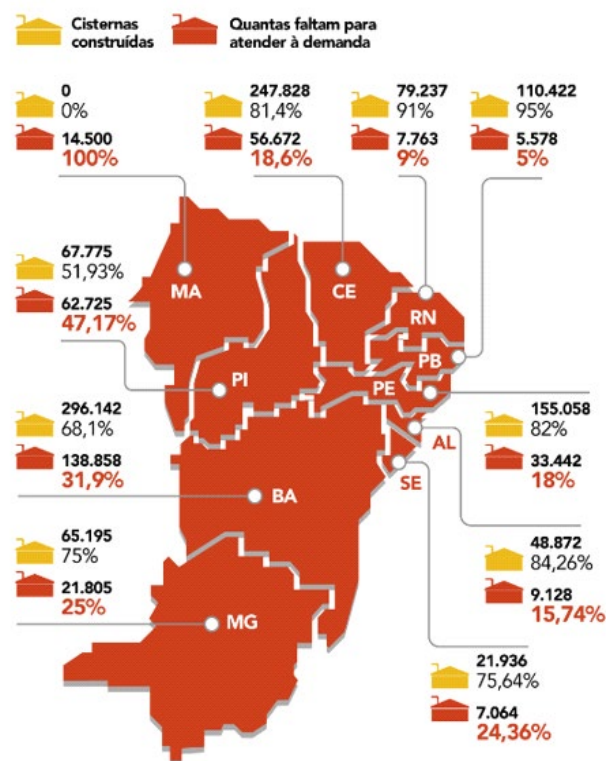 Cisternas
construídas
Quantas faltam para
atender à demanda
0
0%
14.500
100%
247.828
81,4%
56.672
18,6%
79.237
91%
7.763
9%
110.422
95%
5.578
5%
67.775
51,93%
62.725
47,17%
296.142
68,1%
138.858
31,9%
65.195
75%
21.805
25%
MA
CE
RN
PB
PI
PE
AL
SE
BA
MG
155.058
82%
33.442
18%
48.872
84,26%
9.128
15,74%
21.936
75,64%
7.064
24,36%